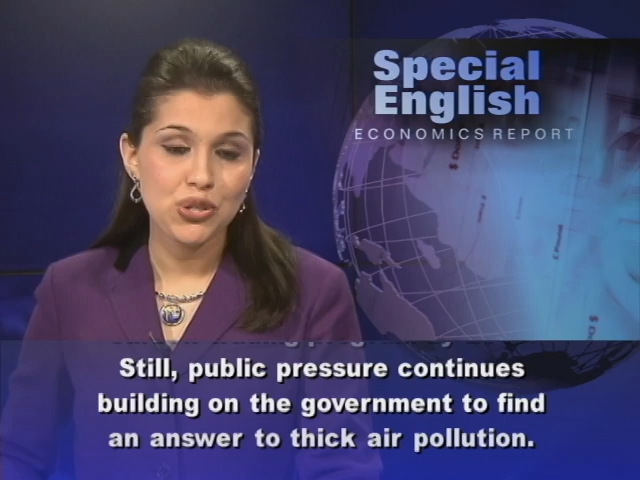 Special
English
ECONOMICS REPORT
Still, public pressure continues
building on the government to find
an answer to thick air pollution.